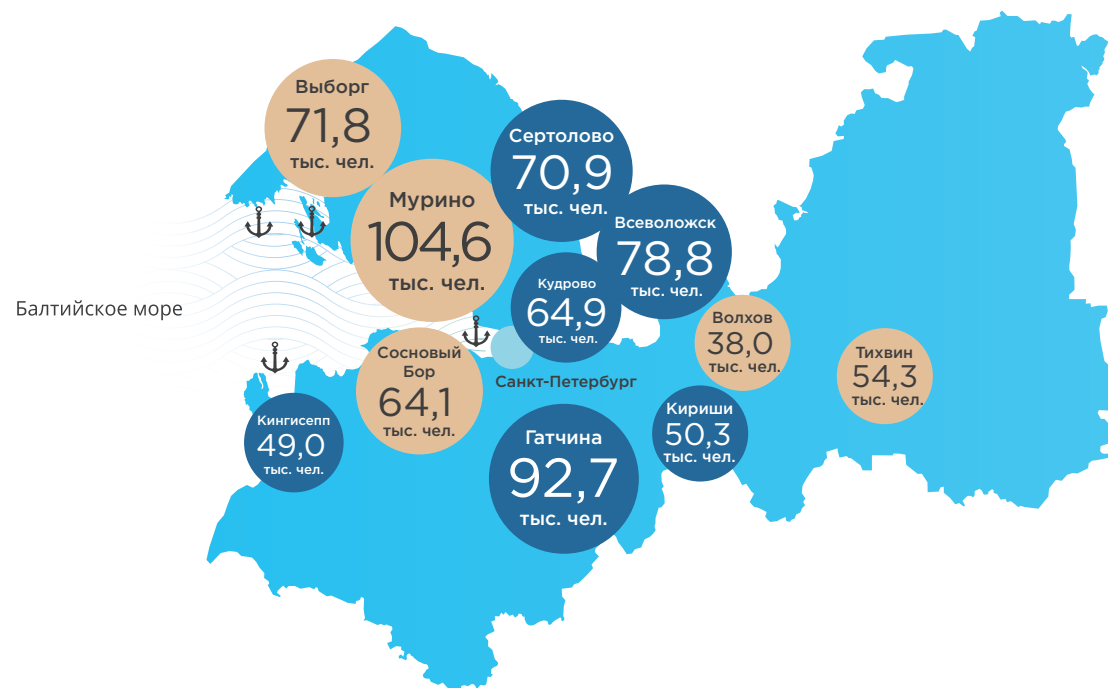 Выборг
71,8
тыс. чел.
Сертолово
70,9
тыс. чел.
Мурино
104,6
тыс. чел.
Всеволожск
78,8
тыс. чел.
Кудрово
64,9
тыс. чел.
Балтийское море
Волхов
38,0
тыс. чел.
Тихвин
54,3
тыс. чел.
Сосновый
Бор
64,1
тыс. чел.
Санкт-Петербург
Кингисепп
49,0
тыс. чел.
Кириши
50,3
тыс. чел.
Гатчина
92,7
тыс. чел.